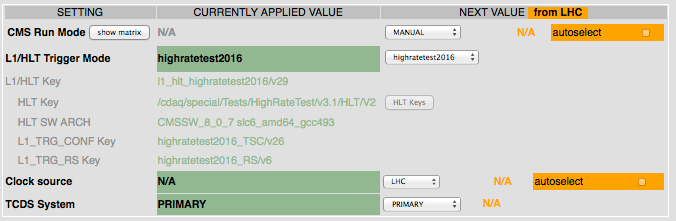 SETTING CURRENTLY APPLIED VALUE NEXT VALUE from LHC
CMS Run Mode show matrix N/A MANUAL N/A autoselect
L1/HLT Trigger Mode highratetest2016 highratetest2016
L1/HLT Key l1_hlt_highratetest2016/v29
HLT Key /cdaq/special/Tests/HighRateTest/v3.1/HLT/V2 HLT Keys
HLT SW ARCH CMSSW_8_0_7 slc6_amd64_gcc493
L1_TRG_CONF Key highratetest2016_TSC/v26
L1_TRG_RS Key highratetest2016_RS/v6
Clock source N/A LHC N/A autoselect
TCDS System PRIMARY PRIMARY N/A